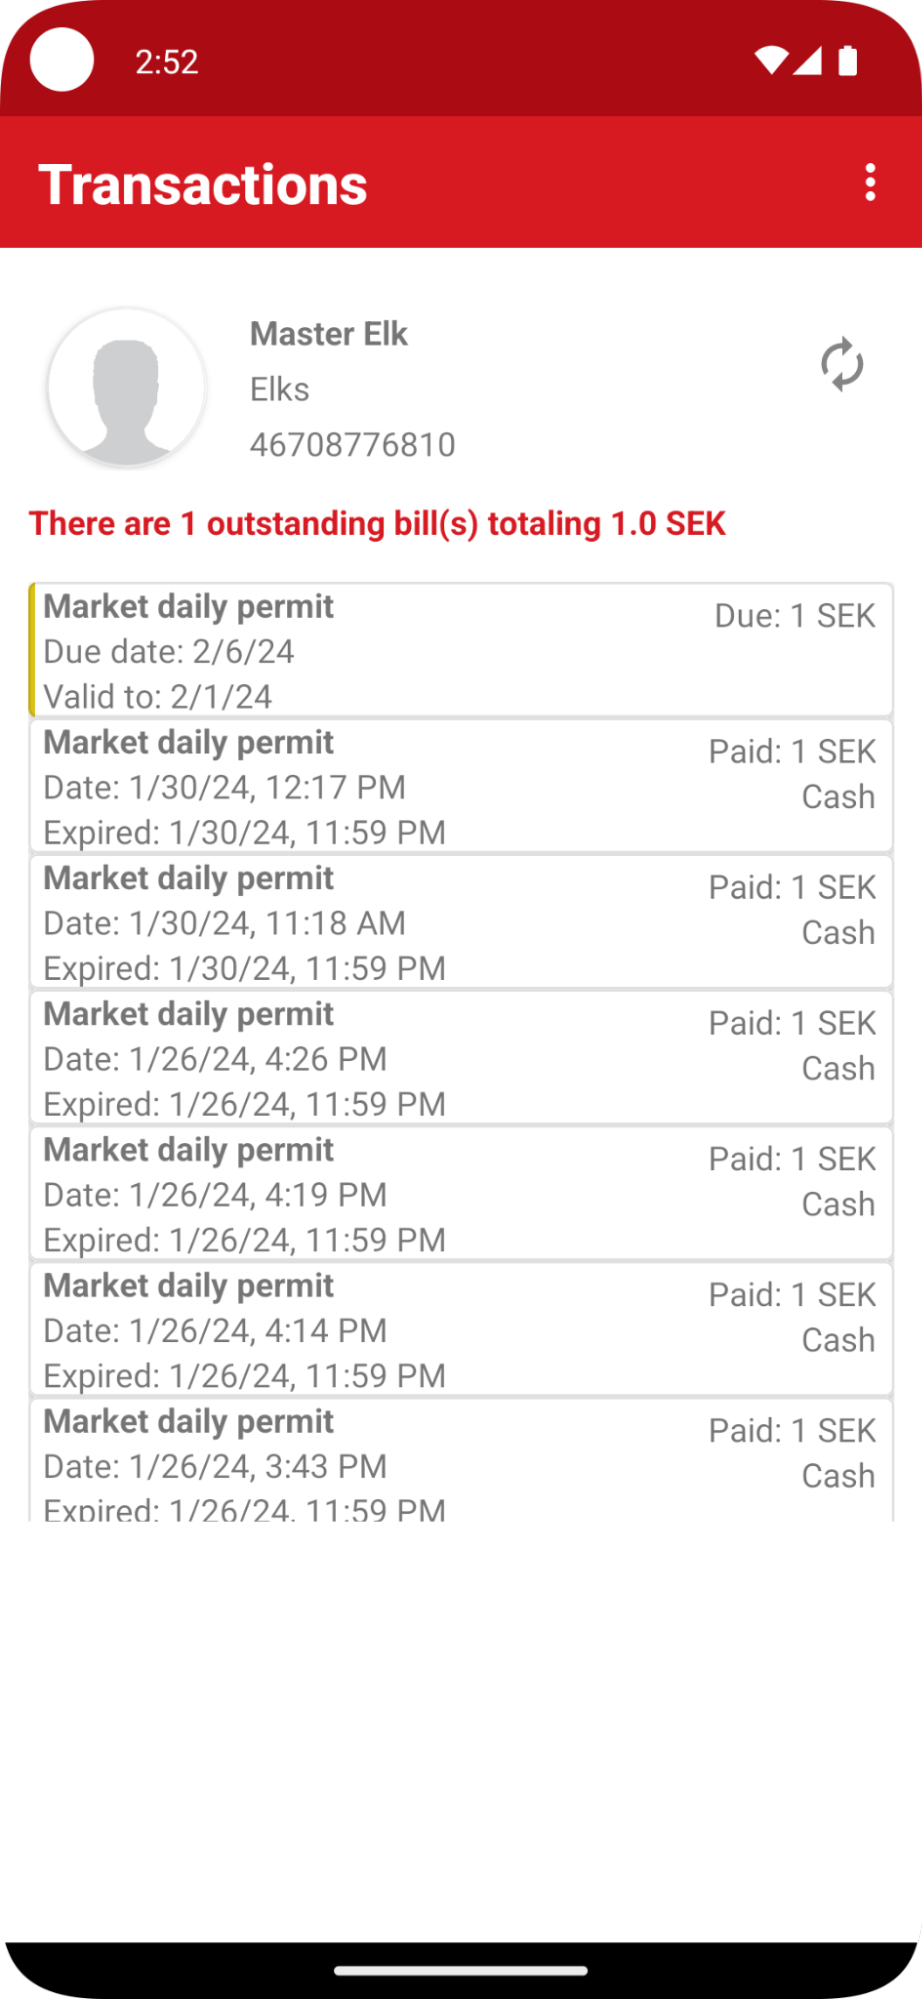 2:52
Transactions
Master Elk
Elks
46708776810
There are 1 outstanding bill(s) totaling 1.0 SEK
Market daily permit
Due: 1 SEK
Due date: 2/6/24
Valid to: 2/1/24
Market daily permit
Paid: 1 SEK
Date: 1/30/24, 12:17 PM
Cash
Expired: 1/30/24, 11:59 PM
Market daily permit
Paid: 1 SEK
Date: 1/30/24, 11:18 AM
Cash
Expired: 1/30/24, 11:59 PM
Market daily permit
Paid: 1 SEK
Date: 1/26/24, 4:26 PM
Cash
Expired: 1/26/24, 11:59 PM
Market daily permit
Paid: 1 SEK
Date: 1/26/24, 4:19 PM
Cash
Expired: 1/26/24, 11:59 PM
Market daily permit
Paid: 1 SEK
Date: 1/26/24, 4:14 PM
Cash
Expired: 1/26/24, 11:59 PM
Market daily permit
Paid: 1 SEK
Date: 1/26/24, 3:43 PM
Cash
Expired: 1/26/24, 11:59 PM